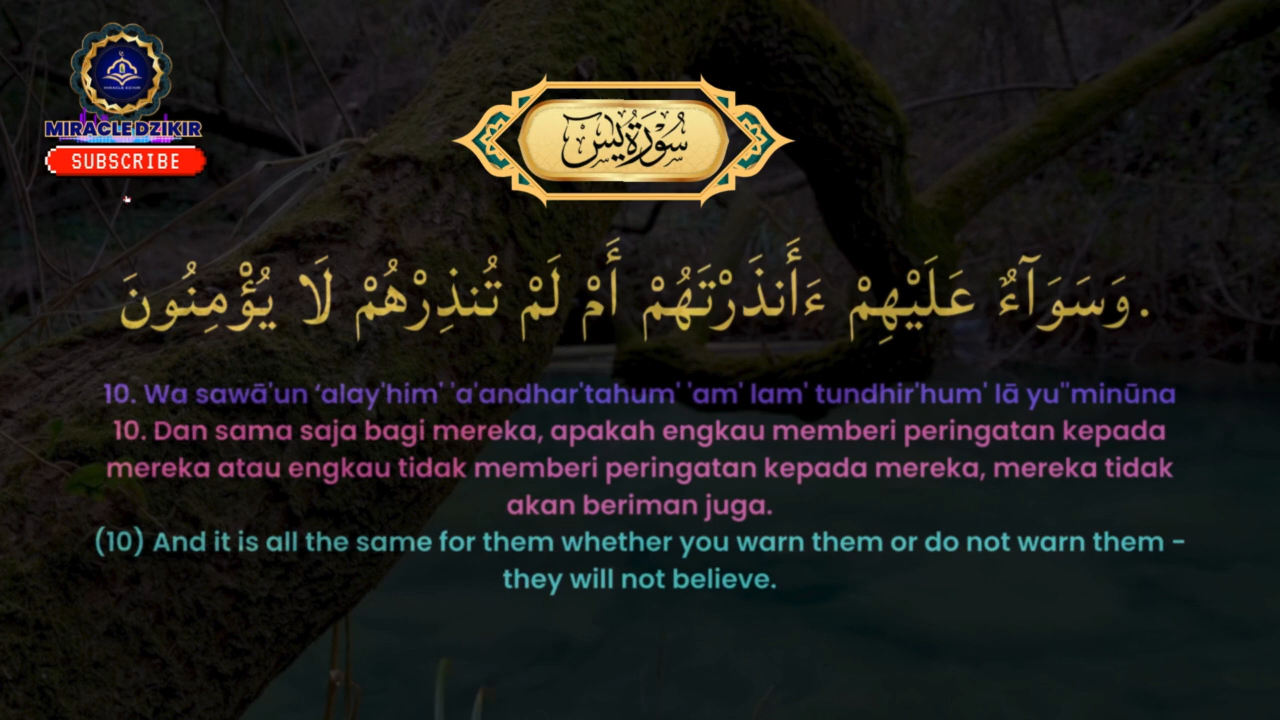 MIRACLE DZIKIR
MIRACLE DZIKIR
SUBSCRIBE
سُورَةُ يسٓ
وَسَوَآءٌ عَلَيْهِمْ ءَأَنذَرْتَهُمْ أَمْ لَمْ تُنذِرْهُمْ لَا يُؤْمِنُونَ.
10. Wa sawā'un ‘alay'him' 'a'andhar'tahum' 'am' lam' tundhir'hum' lā yu"minūna
10. Dan sama saja bagi mereka, apakah engkau memberi peringatan kepada
mereka atau engkau tidak memberi peringatan kepada mereka, mereka tidak
akan beriman juga.
(10) And it is all the same for them whether you warn them or do not warn them -
they will not believe.